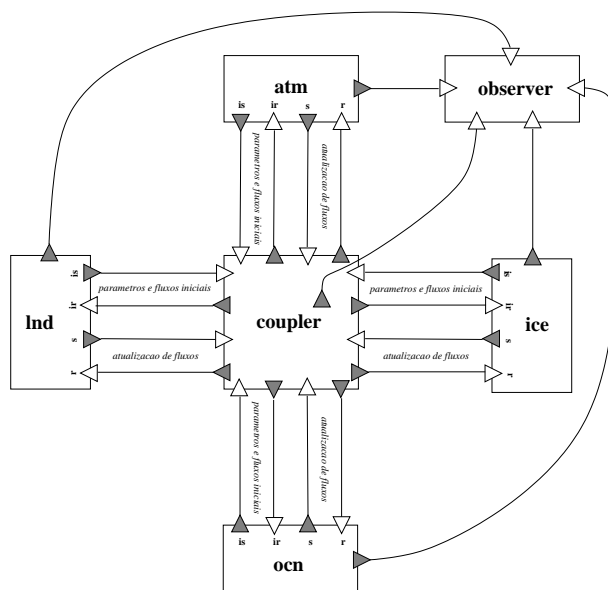 atm
is ir s r
observer
parametros e fluxos iniciais
atualizacao de fluxos
lnd
is
parametros e fluxos iniciais
ir
s
atualizacao de fluxos
r
coupler
is
parametros e fluxos iniciais
ir
s
atualizacao de fluxos
r
ice
parametros e fluxos iniciais
atualizacao de fluxos
is ir s r
ocn